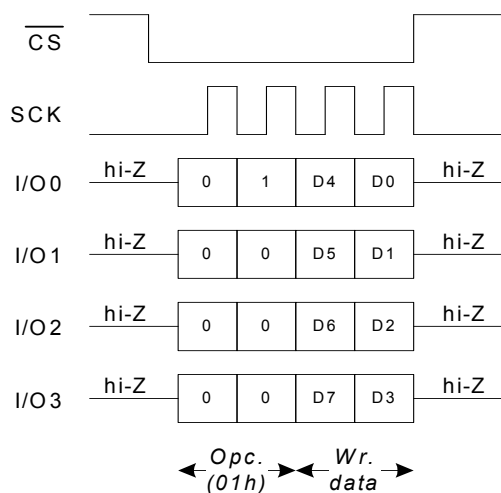 CS
SCK
I/O0 hi-Z 0 1 D4 D0 hi-Z
I/O1 hi-Z 0 0 D5 D1 hi-Z
I/O2 hi-Z 0 0 D6 D2 hi-Z
I/O3 hi-Z 0 0 D7 D3 hi-Z
Opc. Wr.
(01h) data